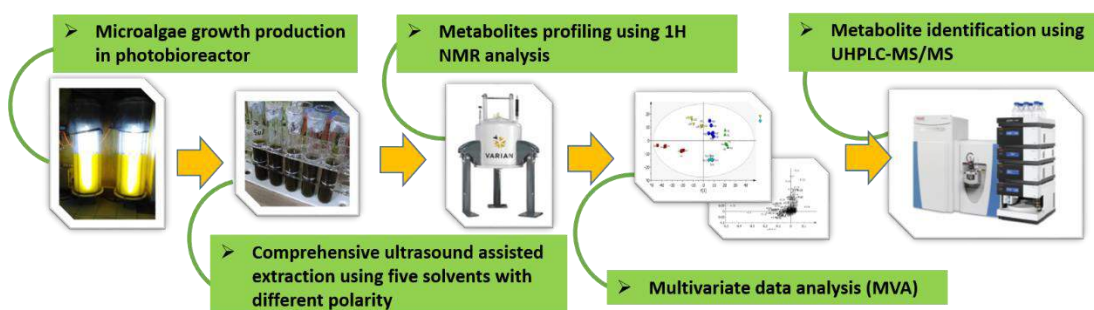 ➢ Microalgae growth production
in photobioreactor
➢ Metabolites profiling using 1H
NMR analysis
➢ Metabolite identification using
UHPLC-MS/MS
VARIAN
➢ Comprehensive ultrasound assisted
extraction using five solvents with
different polarity
➢ Multivariate data analysis (MVA)